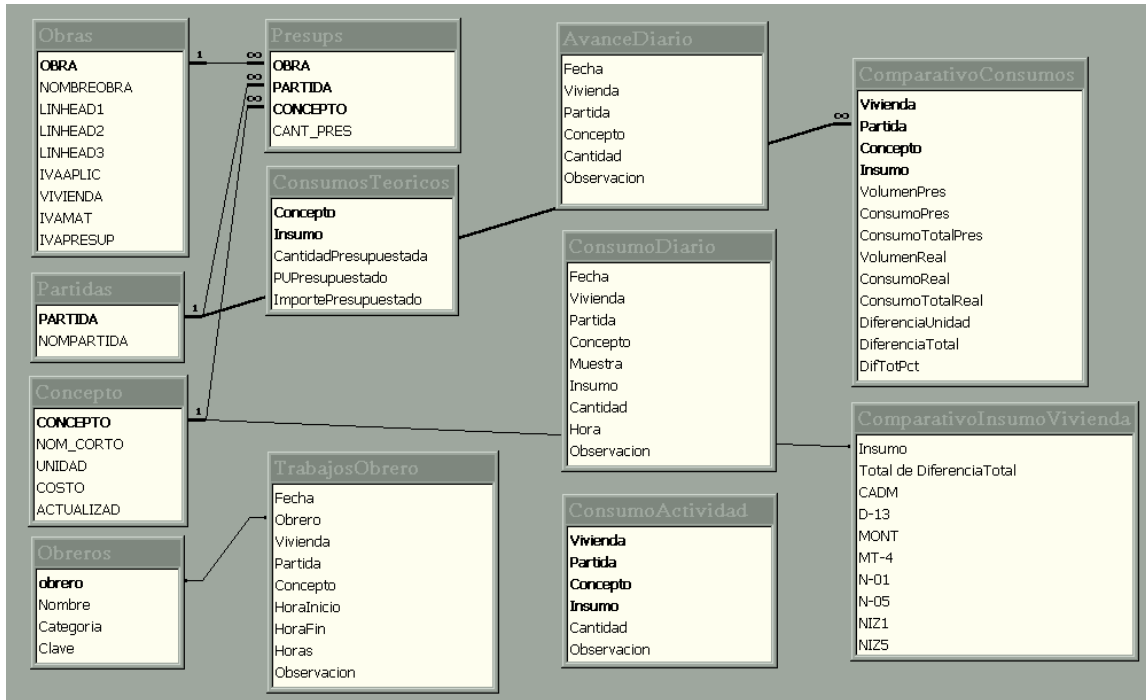 Obras
OBRA
NOMBREOBRA
LINHEAD1
LINHEAD2
LINHEAD3
IVAAPLIC
VIVIENDA
IVAMAT
IVAPRESUP
1
∞
∞
∞
Presups
OBRA
PARTIDA
CONCEPTO
CANT_PRES
AvanceDiario
Fecha
Vivienda
Partida
Concepto
Cantidad
Observacion
∞
ComparativoConsumos
Vivienda
Partida
Concepto
Insumo
VolumenPres
ConsumoPres
ConsumoTotalPres
VolumenReal
ConsumoReal
ConsumoTotalReal
DiferenciaUnidad
DiferenciaTotal
DifTotPct
ConsumosTeoricos
Concepto
Insumo
CantidadPresupuestada
PUPresupuestado
ImportePresupuestado
Partidas
PARTIDA
NOMPARTIDA
1
ConsumoDiario
Fecha
Vivienda
Partida
Concepto
Muestra
Insumo
Cantidad
Hora
Observacion
Concepto
CONCEPTO
NOM_CORTO
UNIDAD
COSTO
ACTUALIZAD
1
ComparativoInsumoVivienda
Insumo
Total de DiferenciaTotal
CADM
D-13
MONT
MT-4
N-01
N-05
NIZ1
NIZ5
TrabajosObrero
Fecha
Obrero
Vivienda
Partida
Concepto
HoraInicio
HoraFin
Horas
Observacion
ConsumoActividad
Vivienda
Partida
Concepto
Insumo
Cantidad
Observacion
Obreros
obrero
Nombre
Categoria
Clave